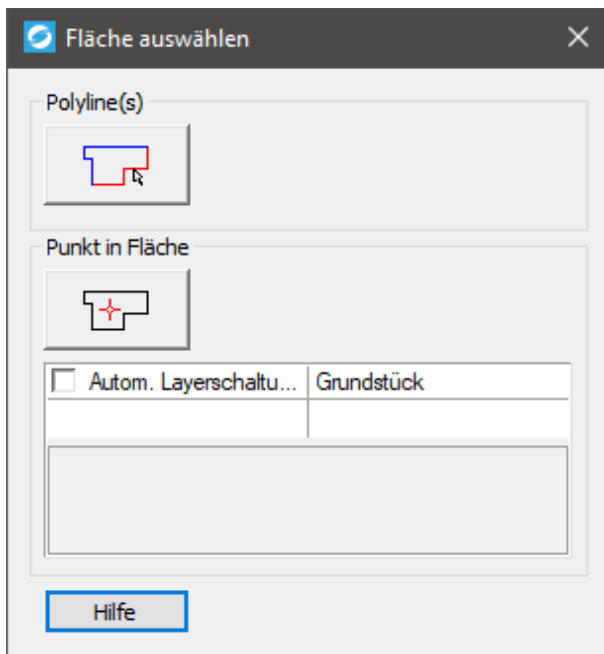 Fläche auswählen
Polyline(s)
Punkt in Fläche
Autom. Layerschaltu... Grundstück
Hilfe